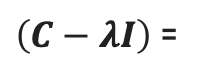 (C − λI) =